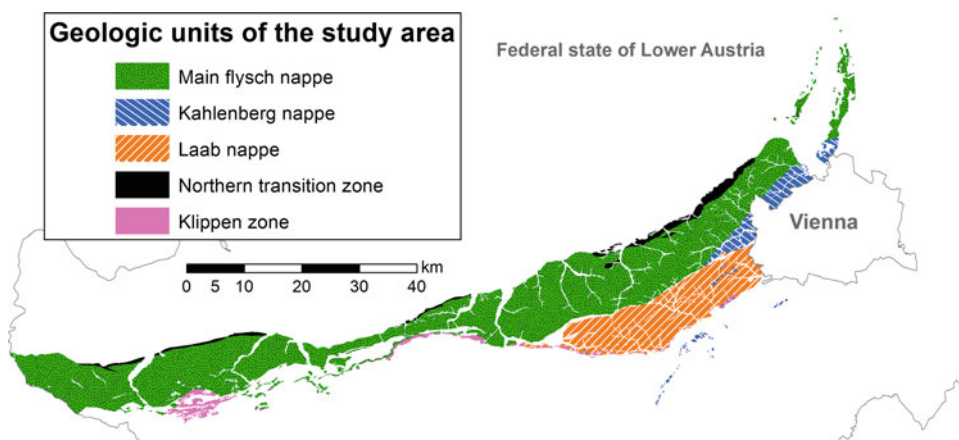 Geologic units of the study area
Main flysch nappe
Kahlenberg nappe
Laab nappe
Northern transition zone
Klippen zone
Federal state of Lower Austria
Vienna
km
0 5 10 20 30 40